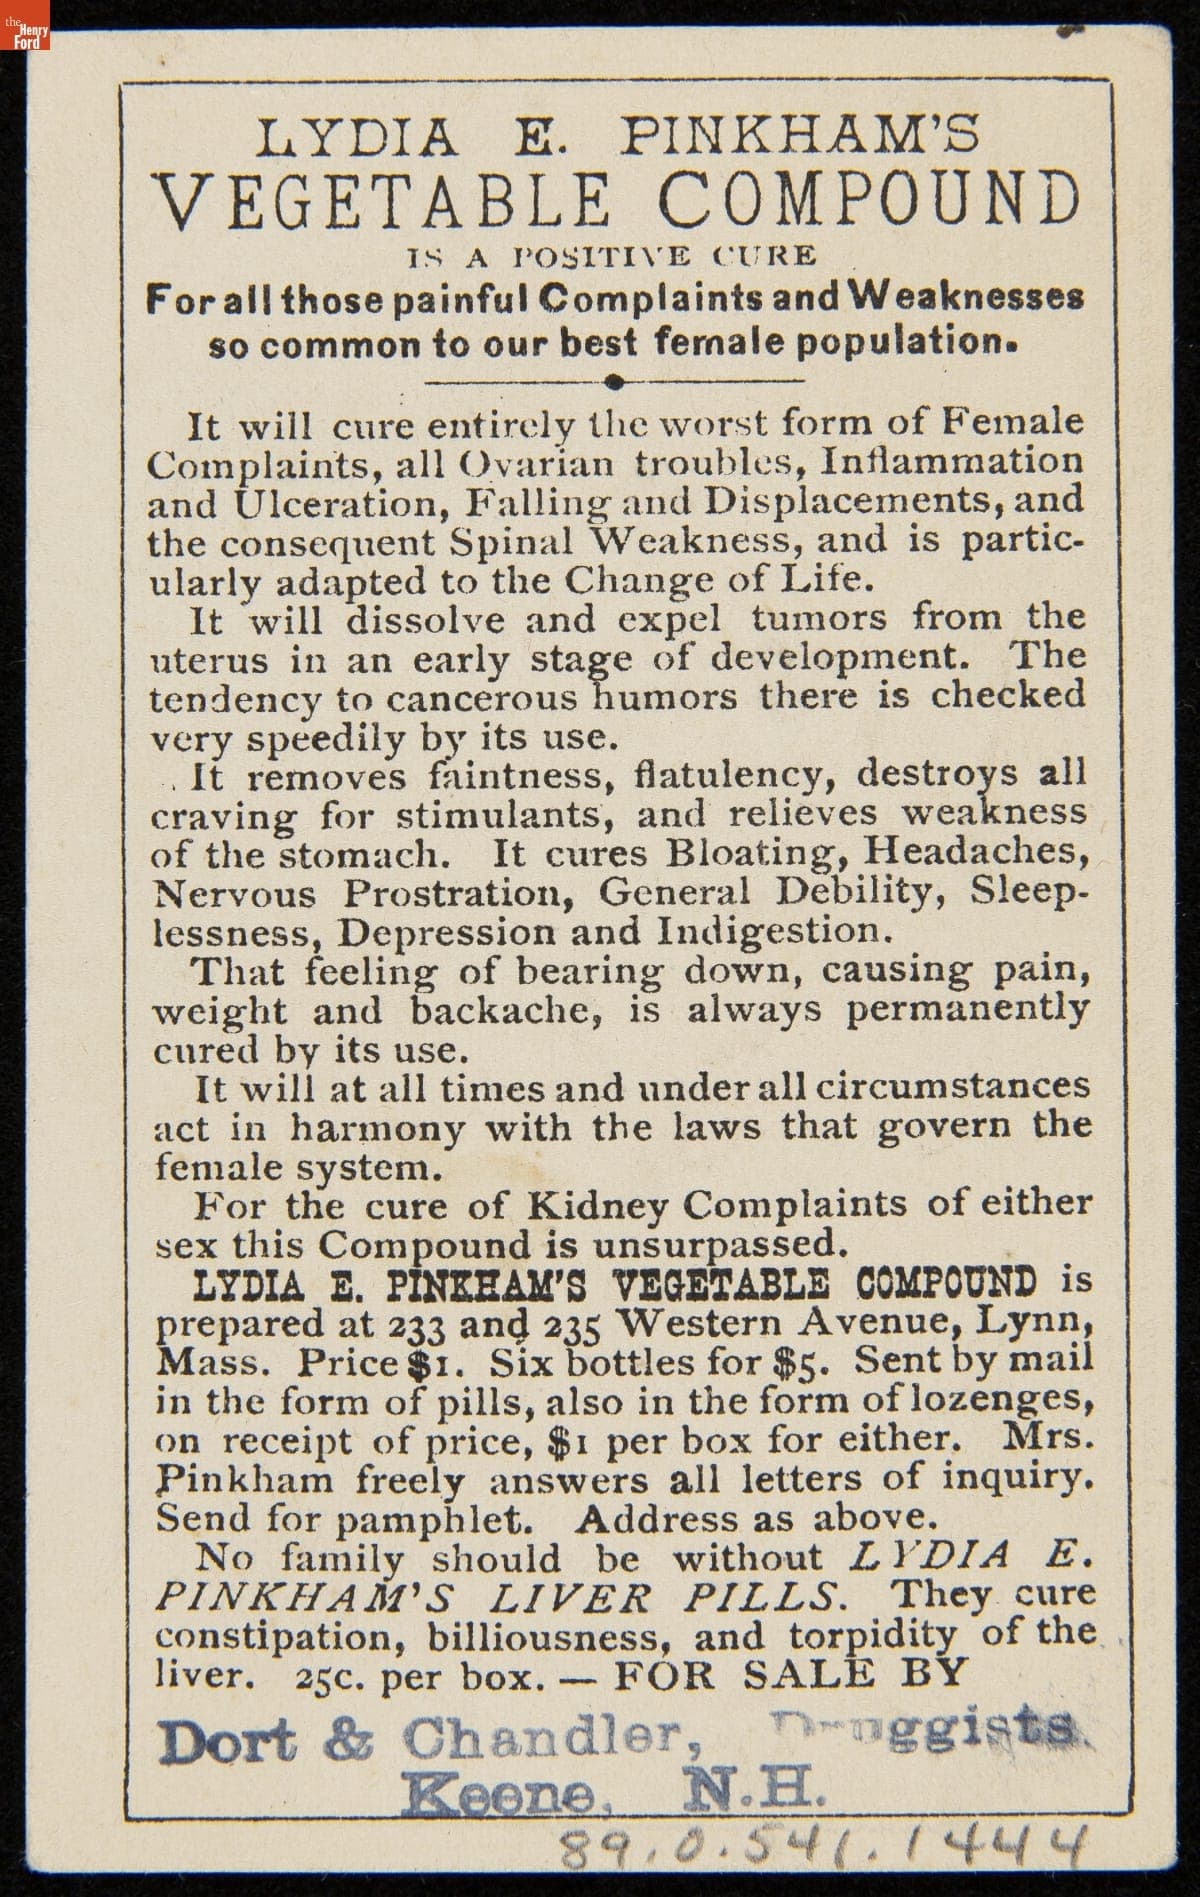 the
Henry
Ford
LYDIA E. PINKHAM'S
VEGETABLE COMPOUND
IS A POSITIVE CURE
For all those painful Complaints and Weaknesses
so common to our best female population.
It will cure entirely the worst form of Female
Complaints, all Ovarian troubles, Inflammation
and Ulceration, Falling and Displacements, and
the consequent Spinal Weakness, and is partic-
ularly adapted to the Change of Life.
It will dissolve and expel tumors from the
uterus in an early stage of development. The
tendency to cancerous humors there is checked
very speedily by its use.
It removes faintness, flatulency, destroys all
craving for stimulants, and relieves weakness
of the stomach. It cures Bloating, Headaches,
Nervous Prostration, General Debility, Sleep-
lessness, Depression and Indigestion.
That feeling of bearing down, causing pain,
weight and backache, is always permanently
cured by its use.
It will at all times and under all circumstances
act in harmony with the laws that govern the
female system.
For the cure of Kidney Complaints of either
sex this Compound is unsurpassed.
LYDIA E. PINKHAM'S VEGETABLE COMPOUND is
prepared at 233 and 235 Western Avenue, Lynn,
Mass. Price $1. Six bottles for $5. Sent by mail
in the form of pills, also in the form of lozenges,
on receipt of price, $1 per box for either. Mrs.
Pinkham freely answers all letters of inquiry.
Send for pamphlet. Address as above.
No family should be without LYDIA E.
PINKHAM'S LIVER PILLS. They cure
constipation, billiousness, and torpidity of the
liver. 25c. per box. — FOR SALE BY
Dort & Chandler, Druggists.
Keene, N.H.
89.0.541.1444